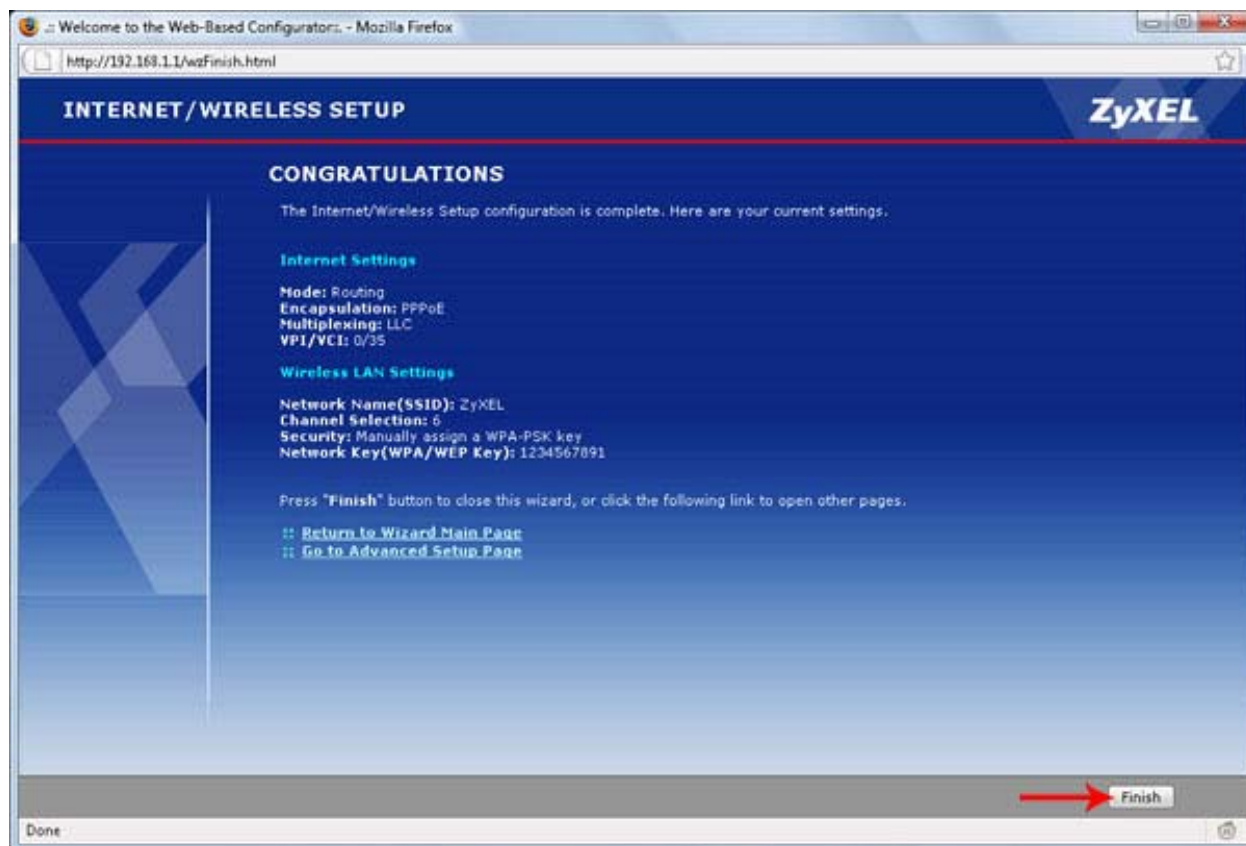 .:: Welcome to the Web-Based Configurator::. - Mozilla Firefox
http://192.168.1.1/wzFinish.html
INTERNET/WIRELESS SETUP
ZyXEL
CONGRATULATIONS
The Internet/Wireless Setup configuration is complete. Here are your current settings.
Internet Settings
Mode: Routing
Encapsulation: PPPoE
Multiplexing: LLC
VPI/VCI: 0/35
Wireless LAN Settings
Network Name(SSID): ZyXEL
Channel Selection: 6
Security: Manually assign a WPA-PSK key
Network Key(WPA/WEP Key): 1234567891
Press "Finish" button to close this wizard, or click the following link to open other pages.
:: Return to Wizard Main Page
:: Go to Advanced Setup Page
Finish
Done